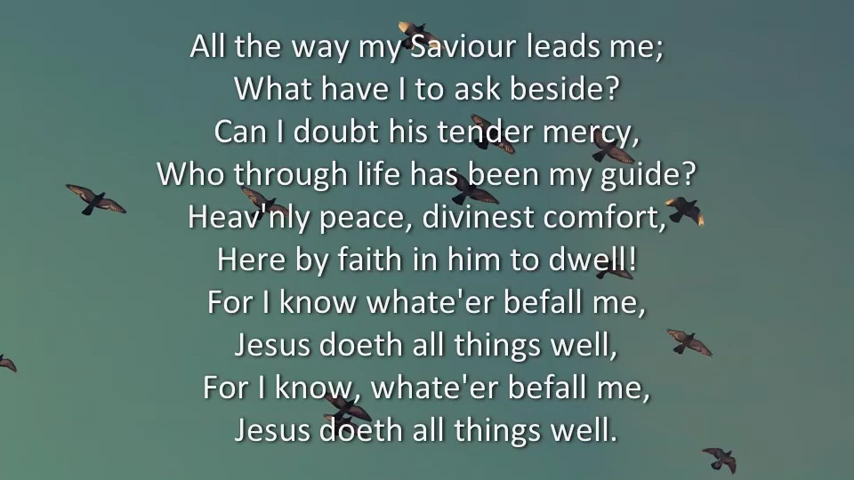 All the way my Saviour leads me;
What have I to ask beside?
Can I doubt his tender mercy,
Who through life has been my guide?
Heav'nly peace, divinest comfort,
Here by faith in him to dwell!
For I know whate'er befall me,
Jesus doeth all things well,
For I know, whate'er befall me,
Jesus doeth all things well.